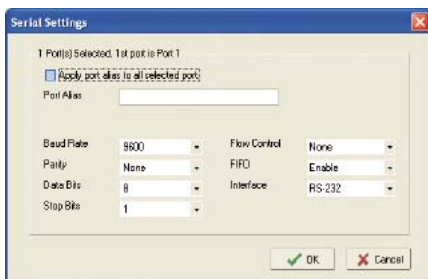 Serial Settings
1 Port(s) Selected. 1st port is Port 1
Apply port alias to all selected port
Port Alias
Baud Rate 9600 Flow Control None
Parity None FIFO Enable
Data Bits 8 Interface RS-232
Stop Bits 1
OK Cancel